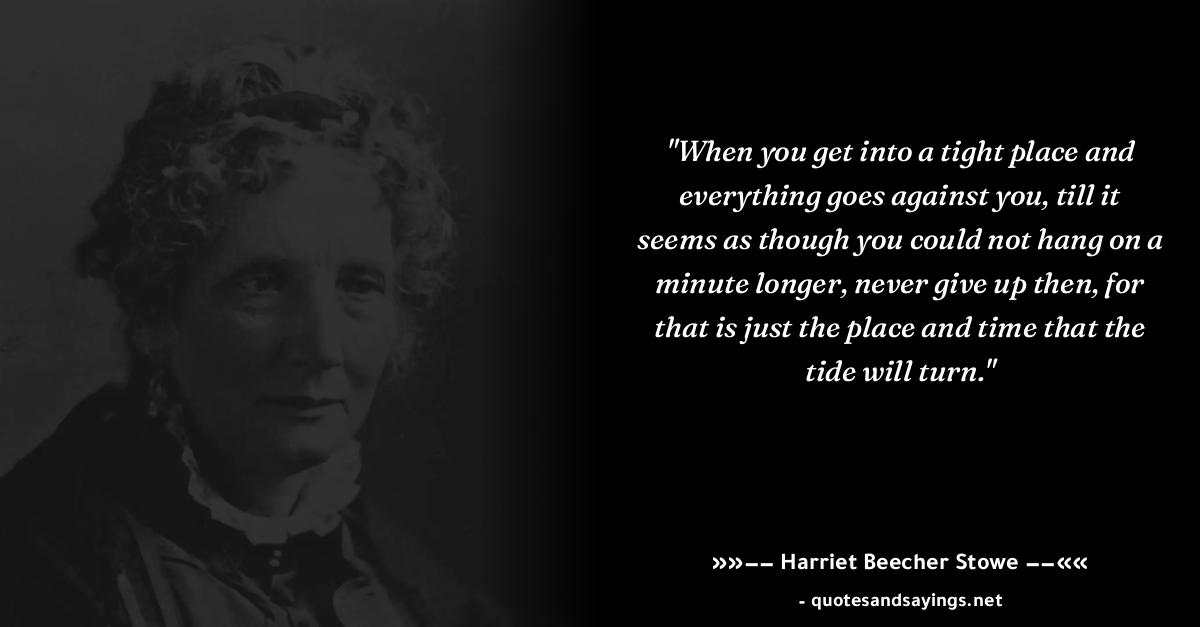 "When you get into a tight place and
everything goes against you, till it
seems as though you could not hang on a
minute longer, never give up then, for
that is just the place and time that the
tide will turn."
»»−− Harriet Beecher Stowe −−««
- quotesandsayings.net